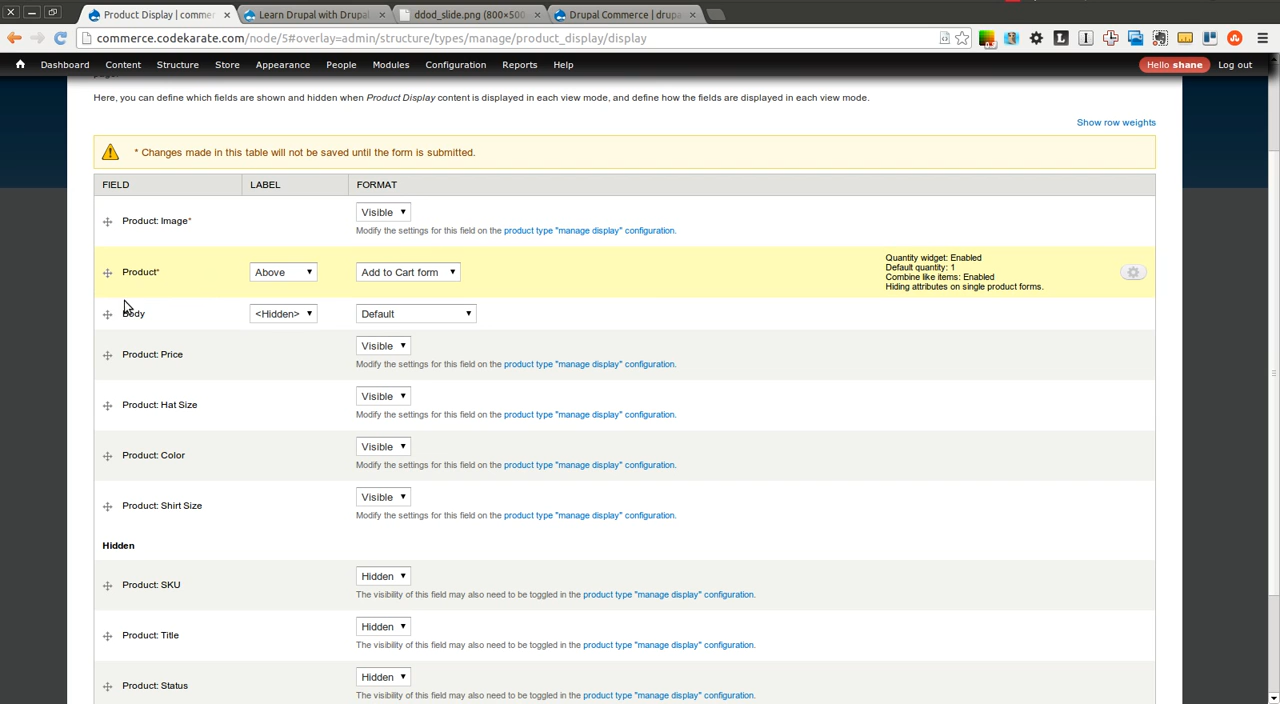 Product Display | comme
Learn Drupal with Drupal
ddod_slide.png (800×500
Drupal Commerce | drupa
commerce.codekarate.com/node/5#overlay=admin/structure/types/manage/product_display/display
Dashboard Content Structure Store Appearance People Modules Configuration Reports Help
Hello shane Log out
Here, you can define which fields are shown and hidden when Product Display content is displayed in each view mode, and define how the fields are displayed in each view mode.
Show row weights
* Changes made in this table will not be saved until the form is submitted.
FIELD LABEL FORMAT
Product: Image*
Visible
Modify the settings for this field on the product type "manage display" configuration.
Product*
Above
Add to Cart form
Quantity widget: Enabled
Default quantity: 1
Combine like items: Enabled
Hiding attributes on single product forms.
Body
<Hidden>
Default
Product: Price
Visible
Modify the settings for this field on the product type "manage display" configuration.
Product: Hat Size
Visible
Modify the settings for this field on the product type "manage display" configuration.
Product: Color
Visible
Modify the settings for this field on the product type "manage display" configuration.
Product: Shirt Size
Visible
Modify the settings for this field on the product type "manage display" configuration.
Hidden
Product: SKU
Hidden
The visibility of this field may also need to be toggled in the product type "manage display" configuration.
Product: Title
Hidden
The visibility of this field may also need to be toggled in the product type "manage display" configuration.
Product: Status
Hidden
The visibility of this field may also need to be toggled in the product type "manage display" configuration.